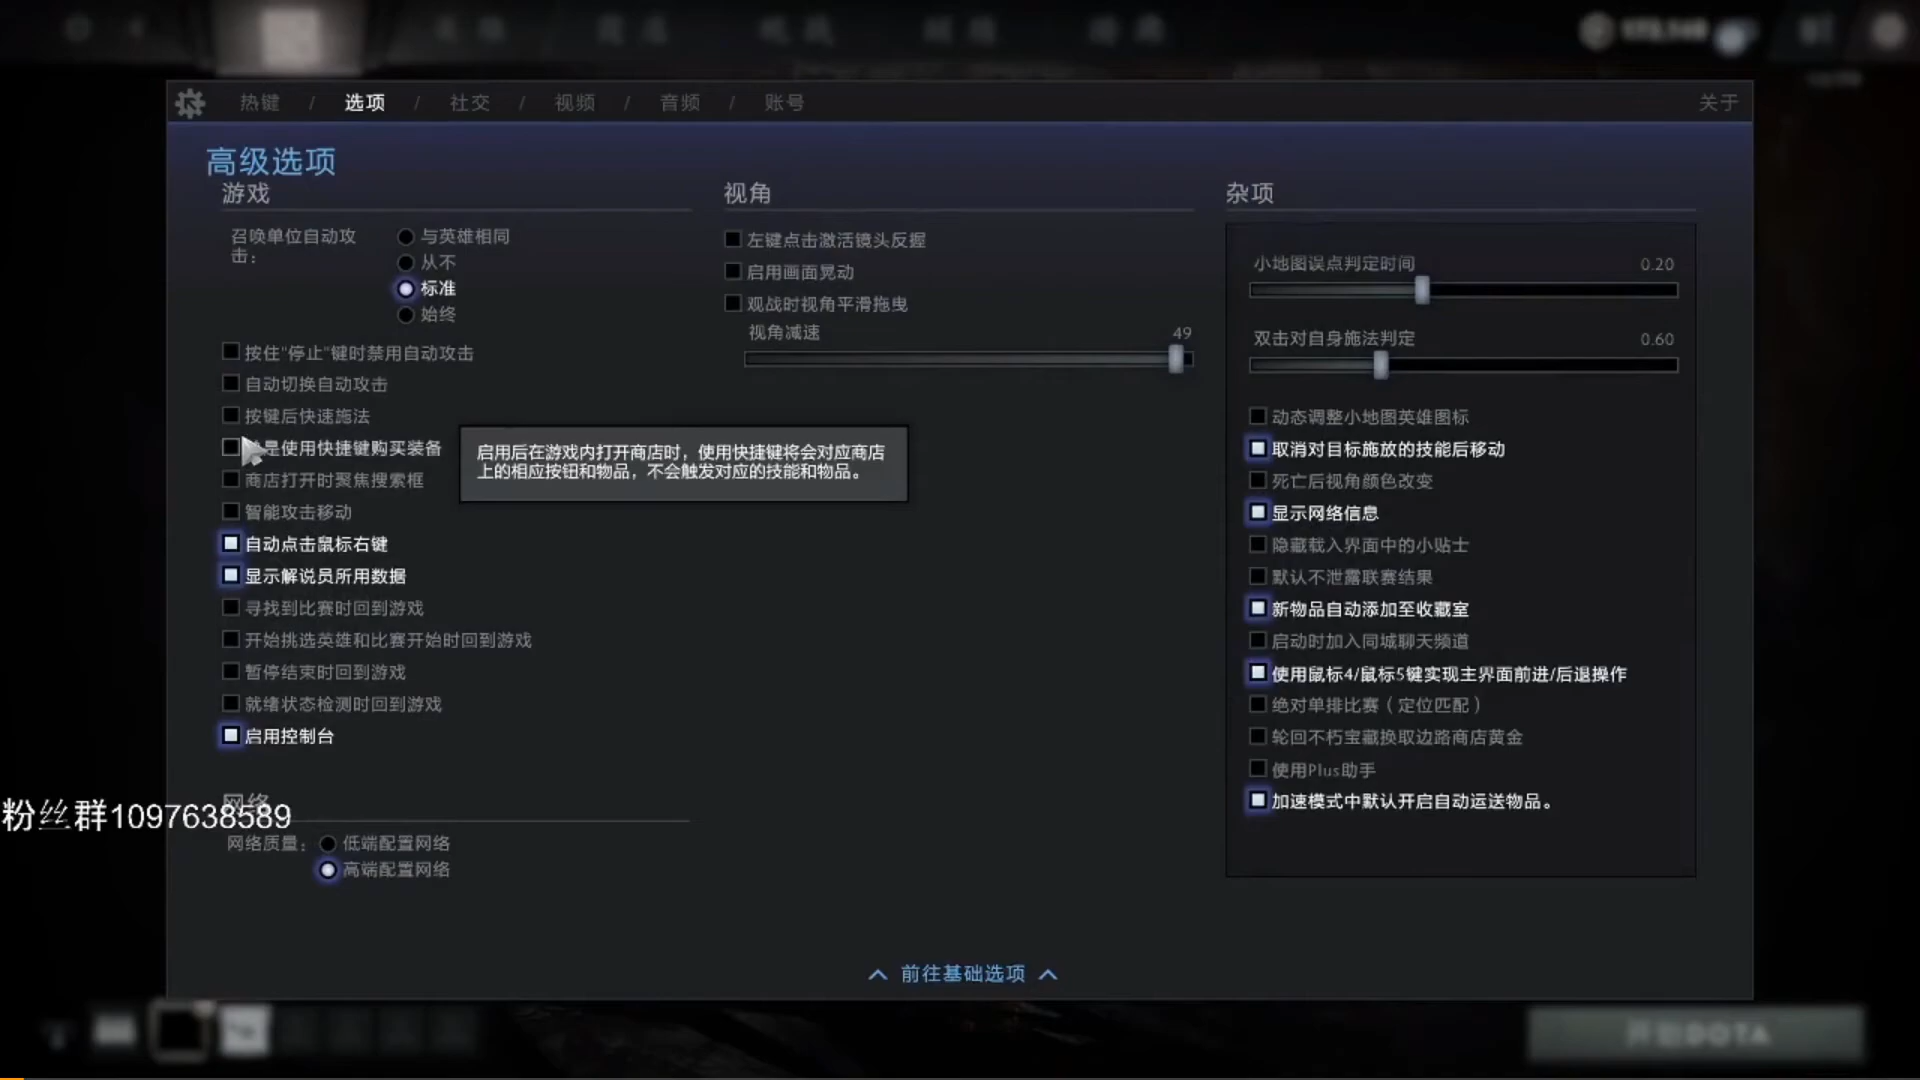 热键 / 选项 / 社交 / 视频 / 音频 / 账号
关于
高级选项
游戏
召唤单位自动攻
击：
与英雄相同
从不
标准
始终
按住"停止"键时禁用自动攻击
自动切换自动攻击
按键后快速施法
是使用快捷键购买装备
商店打开时聚焦搜索框
智能攻击移动
自动点击鼠标右键
显示解说员所用数据
寻找到比赛时回到游戏
开始挑选英雄和比赛开始时回到游戏
暂停结束时回到游戏
就绪状态检测时回到游戏
启用控制台
网络
粉丝群1097638589
网络质量：
低端配置网络
高端配置网络
视角
左键点击激活镜头反握
启用画面晃动
观战时视角平滑拖曳
视角减速 49
启用后在游戏内打开商店时，使用快捷键将会对应商店
上的相应按钮和物品，不会触发对应的技能和物品。
杂项
小地图误点判定时间 0.20
双击对自身施法判定 0.60
动态调整小地图英雄图标
取消对目标施放的技能后移动
死亡后视角颜色改变
显示网络信息
隐藏载入界面中的小贴士
默认不泄露联赛结果
新物品自动添加至收藏室
启动时加入同城聊天频道
使用鼠标4/鼠标5键实现主界面前进/后退操作
绝对单排比赛（定位匹配）
轮回不朽宝藏换取边路商店黄金
使用Plus助手
加速模式中默认开启自动运送物品。
前往基础选项
开始DOTA